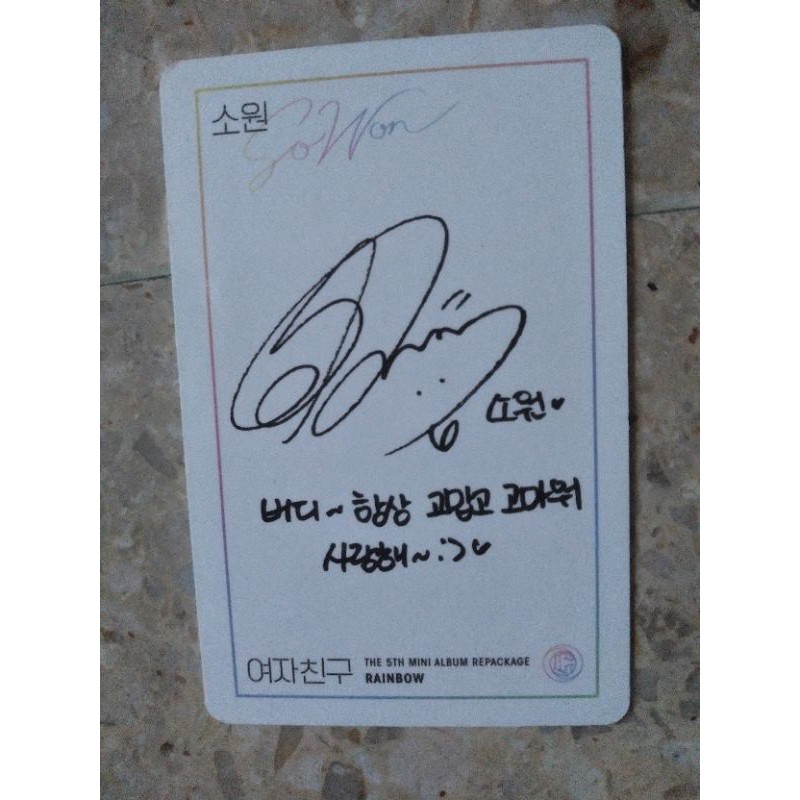 소원 SoWon
소원♥
버디~ 항상 고맙고 고마워
사랑해~ :) ♥
여자친구 THE 5TH MINI ALBUM REPACKAGE
RAINBOW